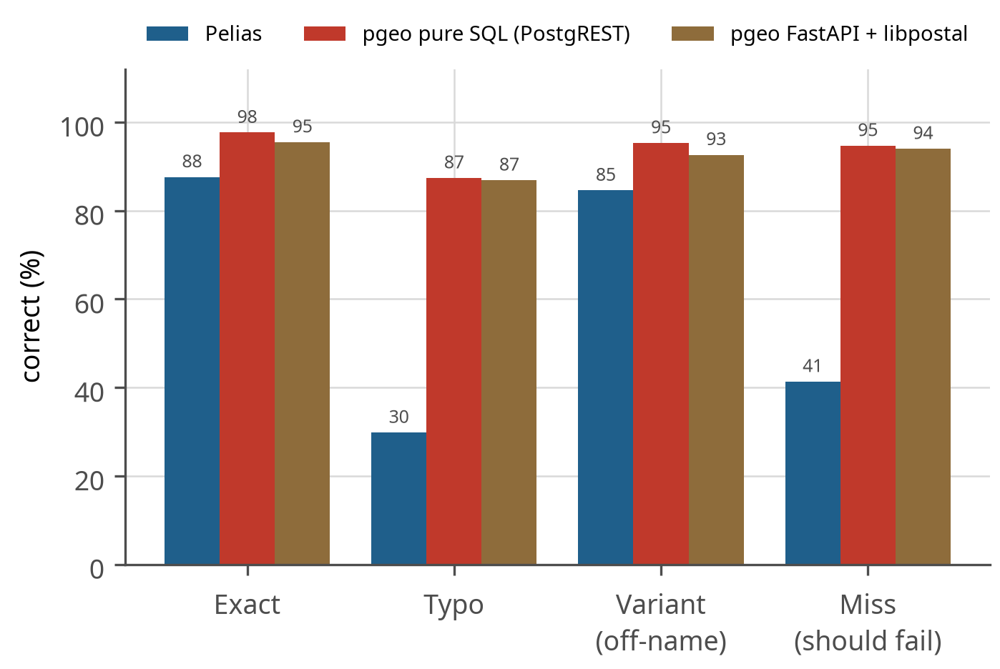 Pelias pgeo pure SQL (PostgREST) pgeo FastAPI + libpostal
correct (%)
100
80
60
40
20
0
88 98 95
30 87 87
85 95 93
41 95 94
Exact Typo Variant Miss
(off-name) (should fail)